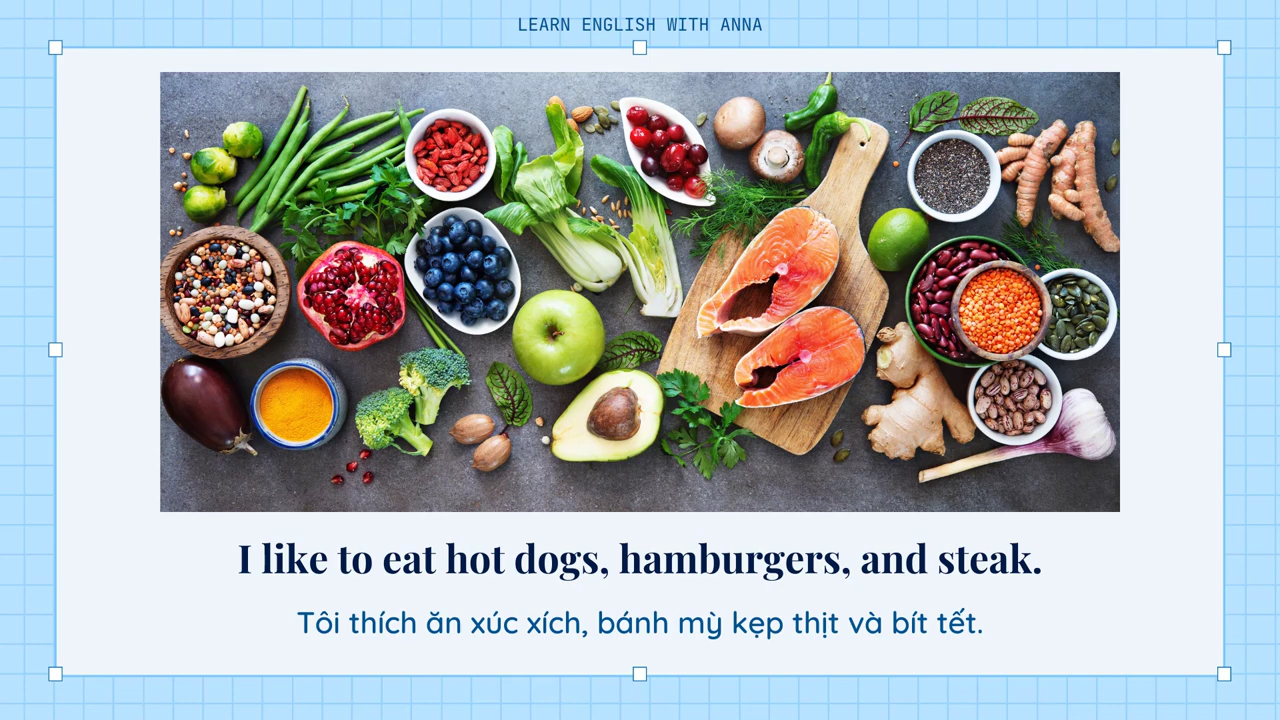 LEARN ENGLISH WITH ANNA
I like to eat hot dogs, hamburgers, and steak.
Tôi thích ăn xúc xích, bánh mỳ kẹp thịt và bít tết.